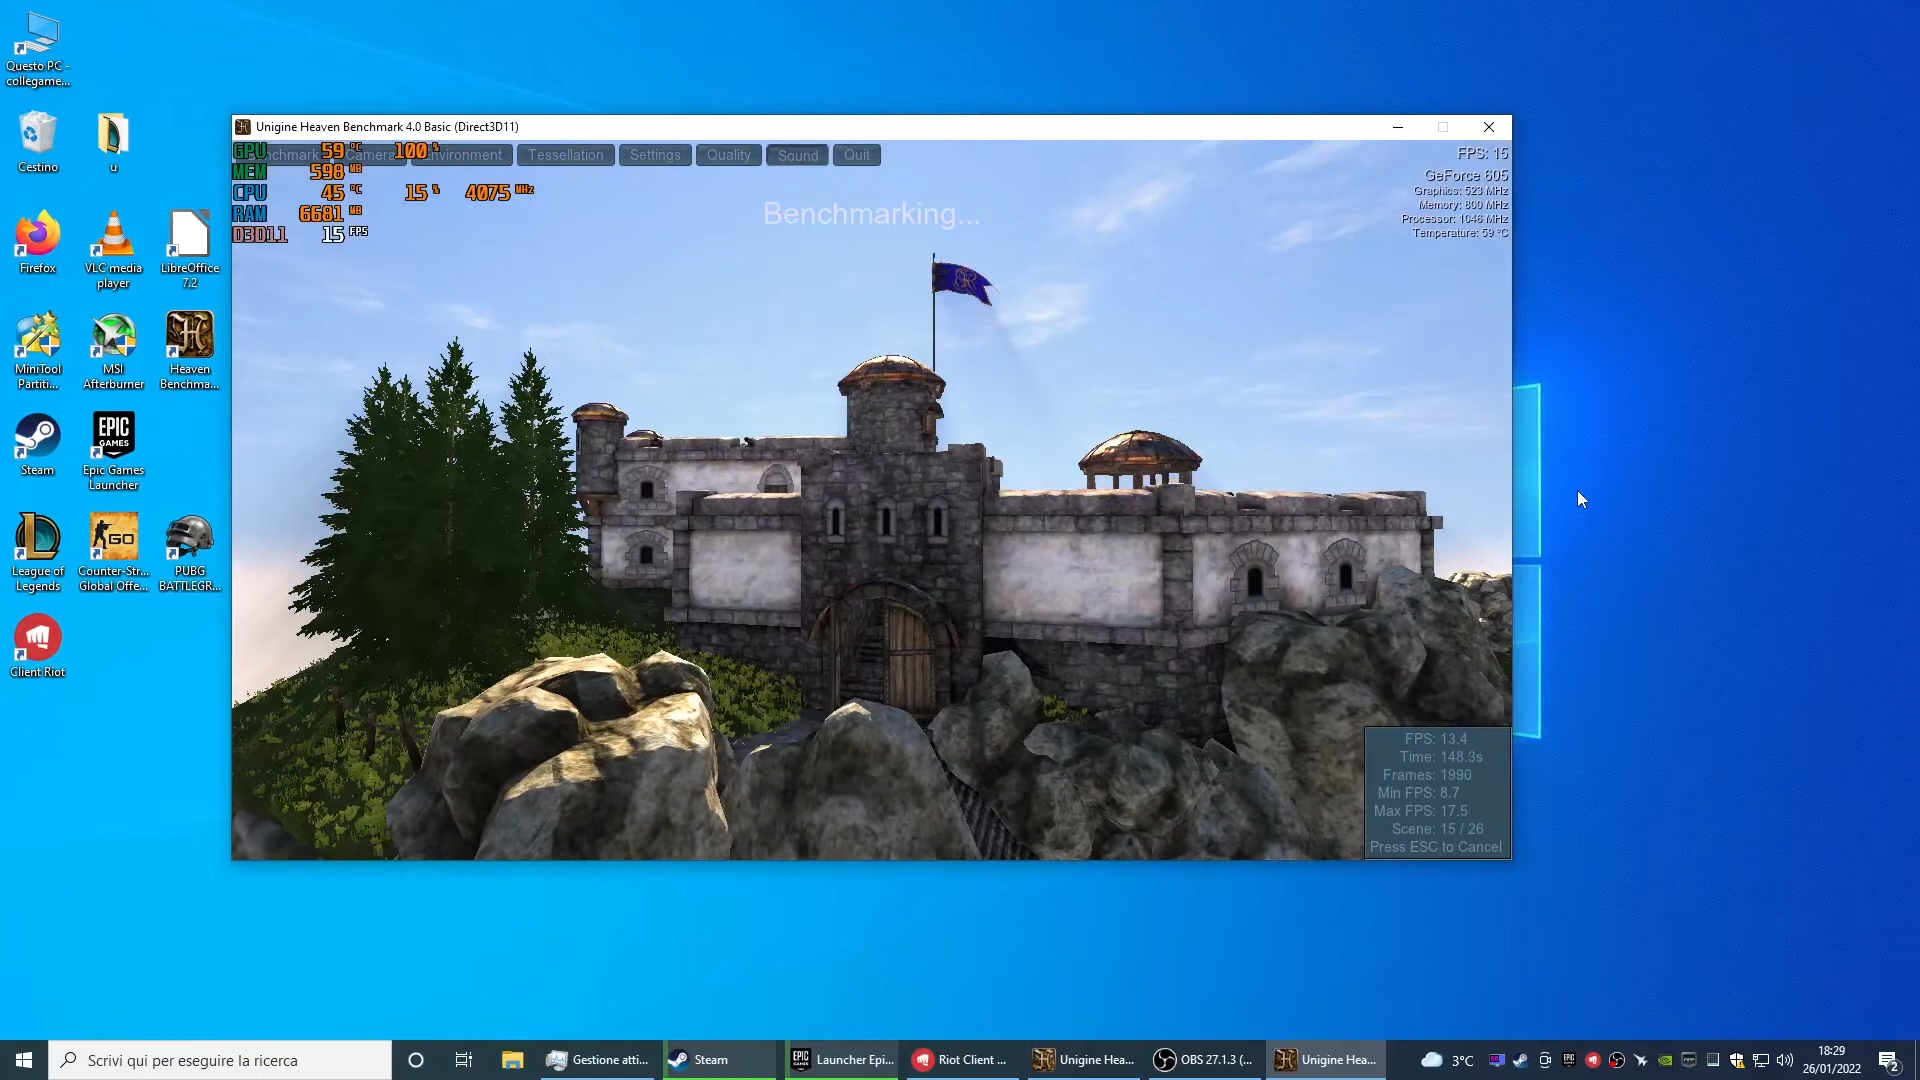 Questo PC -
collegame...
Cestino
u
Firefox
VLC media
player
LibreOffice
7.2
MiniTool
Partiti...
MSI
Afterburner
Heaven
Benchma...
Steam
EPIC
GAMES
Epic Games
Launcher
League of
Legends
GO
Counter-Str...
Global Offe...
PUBG
BATTLEGR...
Client Riot
Unigine Heaven Benchmark 4.0 Basic (Direct3D11)
Camera
Environment
Tessellation
Settings
Quality
Sound
Quit
GPU 59 °C 100 %
MEM 598 MB
CPU 45 °C 15 % 4075 MHz
RAM 6681 MB
D3D11 15 FPS
Benchmarking...
FPS: 15
GeForce 605
Graphics: 523 MHz
Memory: 800 MHz
Processor: 1046 MHz
Temperature: 59 °C
FPS: 13.4
Time: 148.3s
Frames: 1990
Min FPS: 8.7
Max FPS: 17.5
Scene: 15 / 26
Press ESC to Cancel
Scrivi qui per eseguire la ricerca
Gestione atti...
Steam
Launcher Epi...
Riot Client ...
Unigine Hea...
OBS 27.1.3 (...
Unigine Hea...
3°C
18:29
26/01/2022
2